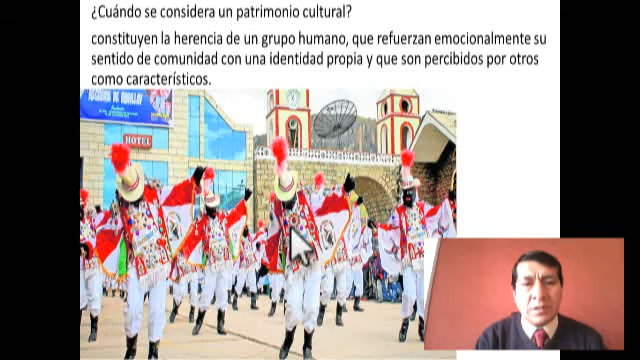 ¿Cuándo se considera un patrimonio cultural?
constituyen la herencia de un grupo humano, que refuerzan emocionalmente su
sentido de comunidad con una identidad propia y que son percibidos por otros
como característicos.
HOTEL